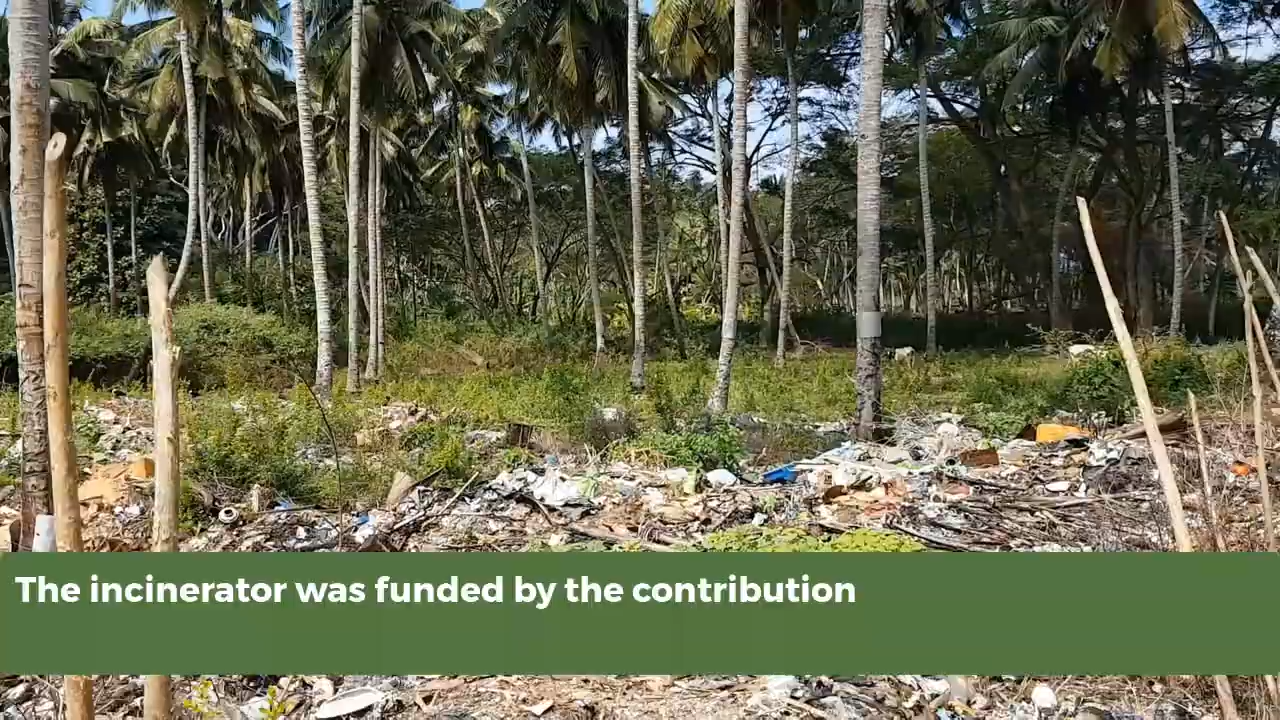 The incinerator was funded by the contribution